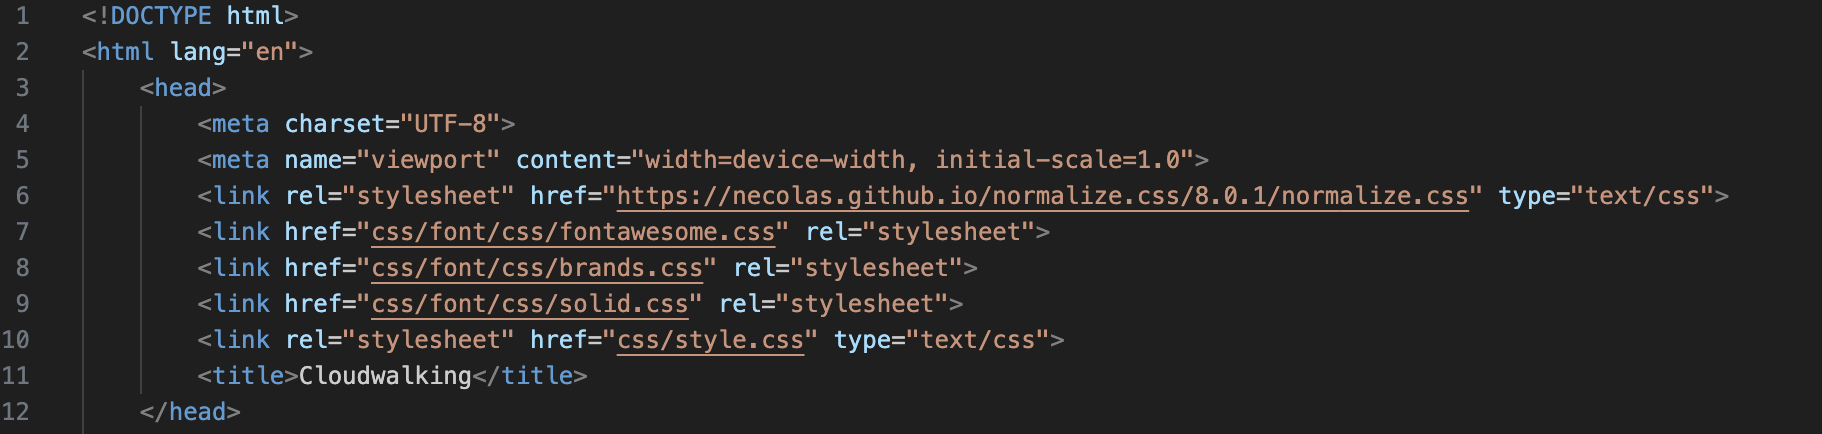 1 <!DOCTYPE html>
2 <html lang="en">
3 <head>
4 <meta charset="UTF-8">
5 <meta name="viewport" content="width=device-width, initial-scale=1.0">
6 <link rel="stylesheet" href="https://necolas.github.io/normalize.css/8.0.1/normalize.css" type="text/css">
7 <link href="css/font/css/fontawesome.css" rel="stylesheet">
8 <link href="css/font/css/brands.css" rel="stylesheet">
9 <link href="css/font/css/solid.css" rel="stylesheet">
10 <link rel="stylesheet" href="css/style.css" type="text/css">
11 <title>Cloudwalking</title>
12 </head>